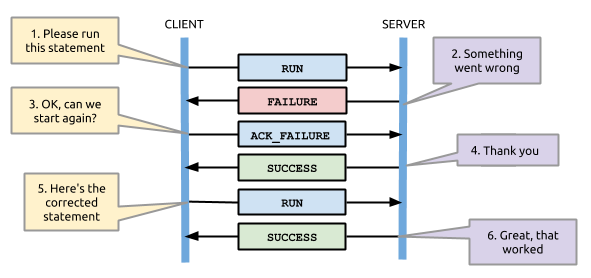 CLIENT
SERVER
1. Please run
this statement
RUN
2. Something
went wrong
FAILURE
3. OK, can we
start again?
ACK_FAILURE
4. Thank you
SUCCESS
5. Here's the
corrected
statement
RUN
SUCCESS
6. Great, that
worked